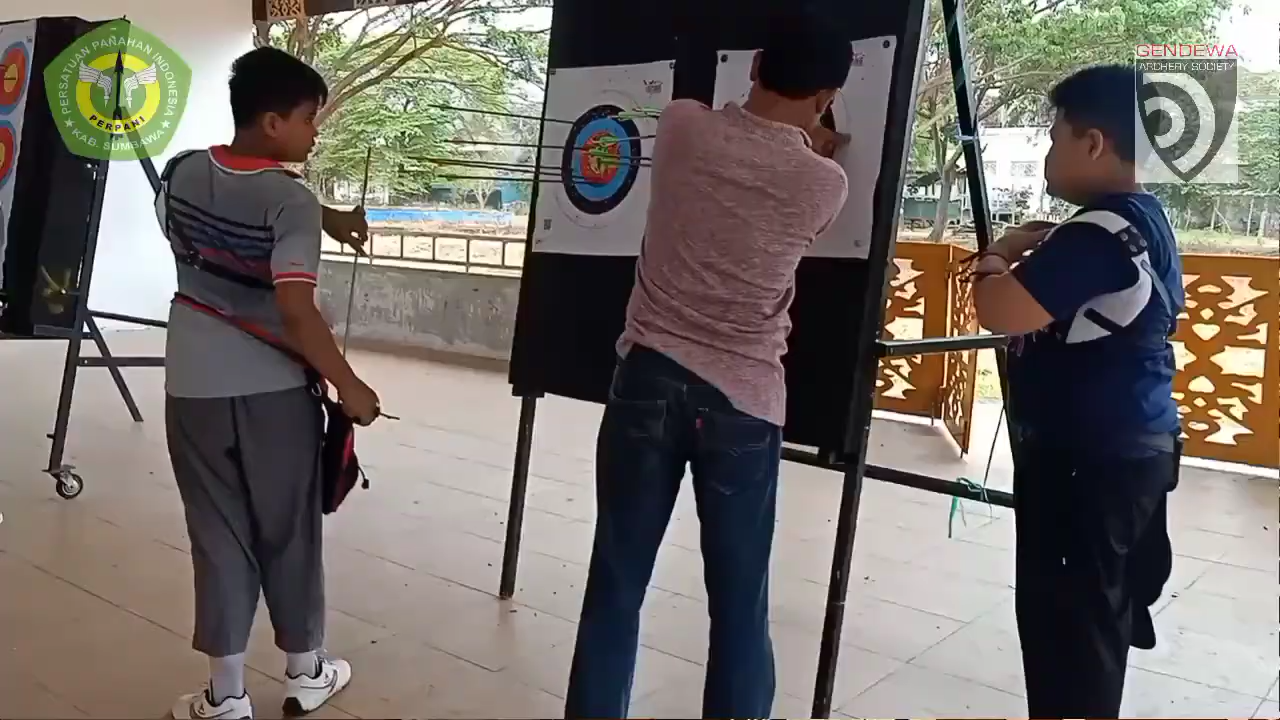 PERSATUAN PANAHAN INDONESIA
PERPANI
★ KAB. SUMBAWA ★
GENDEWA
ARCHERY SOCIETY